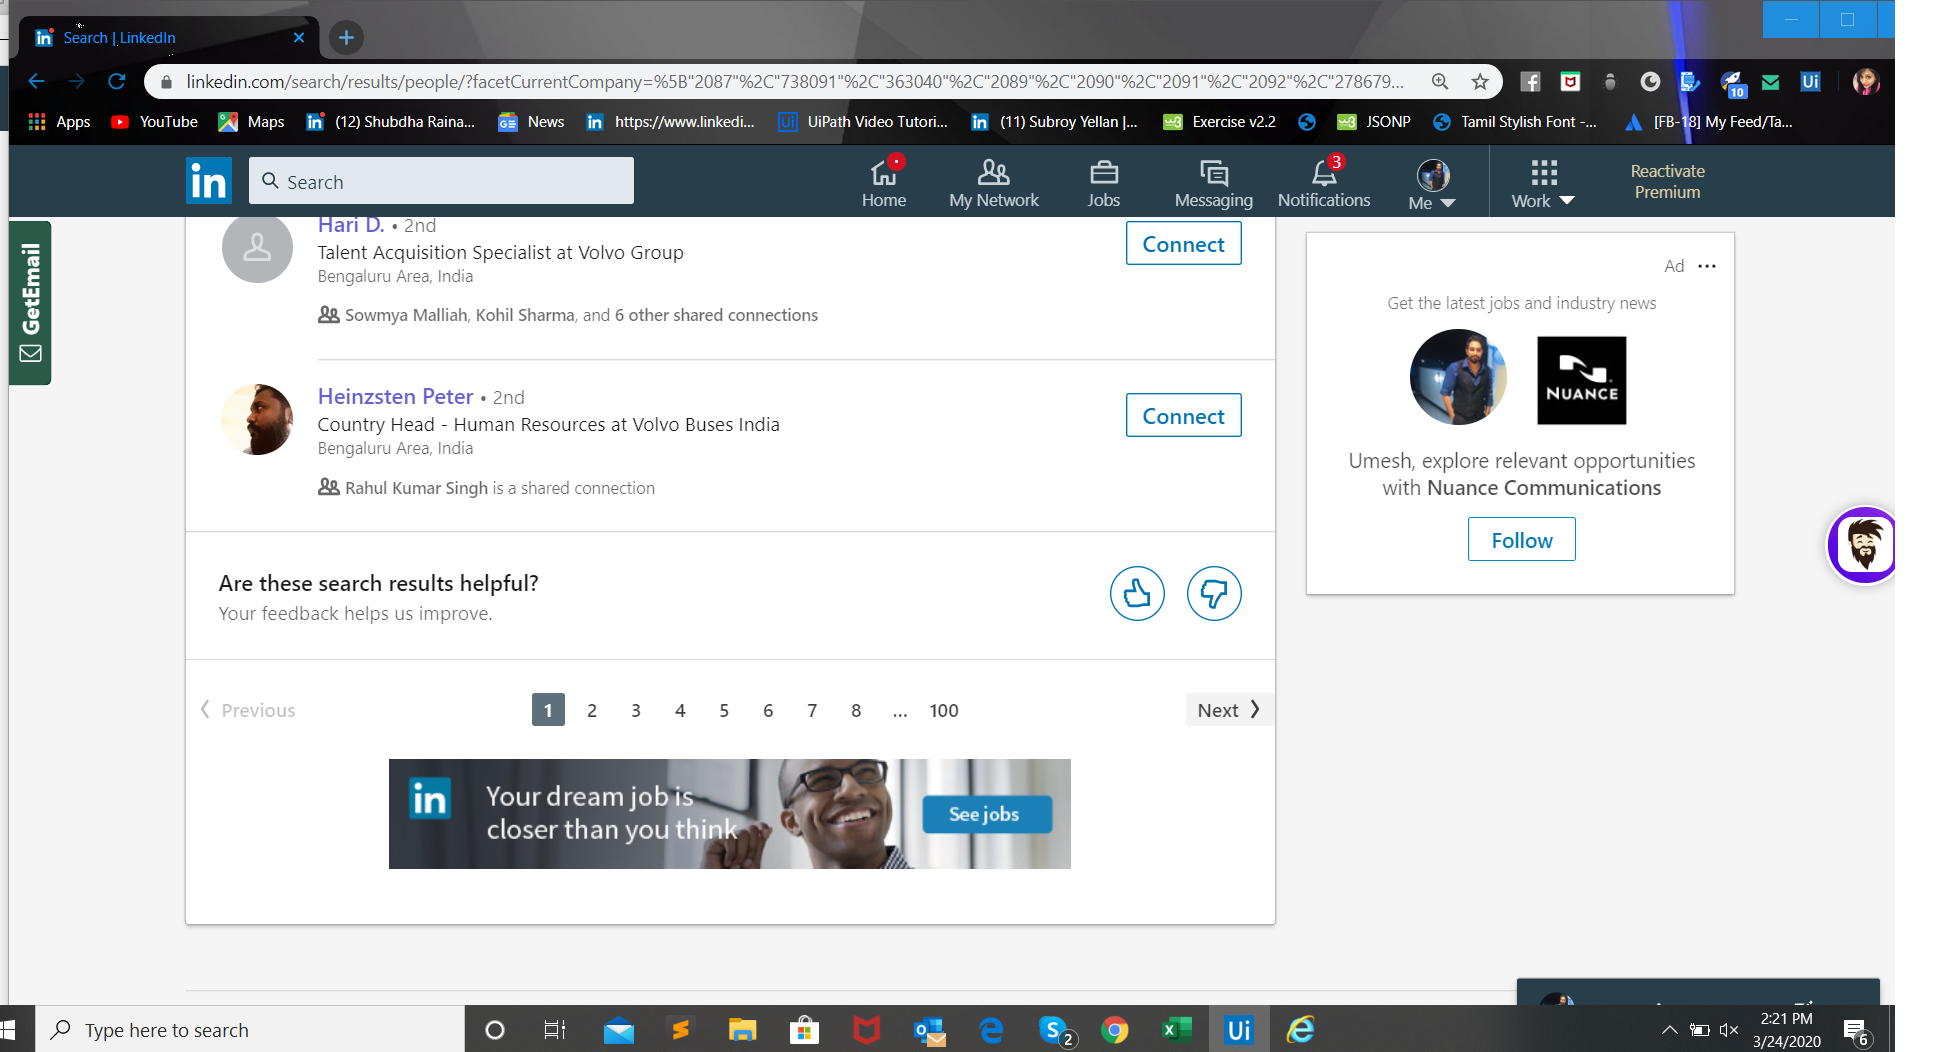 Search | LinkedIn
linkedin.com/search/results/people/?facetCurrentCompany=%5B"2087"%2C"738091"%2C"363040"%2C"2089"%2C"2090"%2C"2091"%2C"2092"%2C"278679...
10
Ui
Apps
YouTube
Maps
(12) Shubdha Raina...
News
https://www.linkedi...
UiPath Video Tutori...
(11) Subroy Yellan |...
Exercise v2.2
JSONP
Tamil Stylish Font -...
[FB-18] My Feed/Ta...
in
Search
Home
My Network
Jobs
Messaging
3
Notifications
Me
Work
Reactivate
Premium
GetEmail
Hari D. • 2nd
Talent Acquisition Specialist at Volvo Group
Bengaluru Area, India
Sowmya Malliah, Kohil Sharma, and 6 other shared connections
Connect
Heinzsten Peter • 2nd
Country Head - Human Resources at Volvo Buses India
Bengaluru Area, India
Rahul Kumar Singh is a shared connection
Connect
Are these search results helpful?
Your feedback helps us improve.
Previous
1 2 3 4 5 6 7 8 ... 100
Next
in
Your dream job is
closer than you think
See jobs
Ad ...
Get the latest jobs and industry news
NUANCE
Umesh, explore relevant opportunities
with Nuance Communications
Follow
Type here to search
2
Ui
2:21 PM
3/24/2020
6